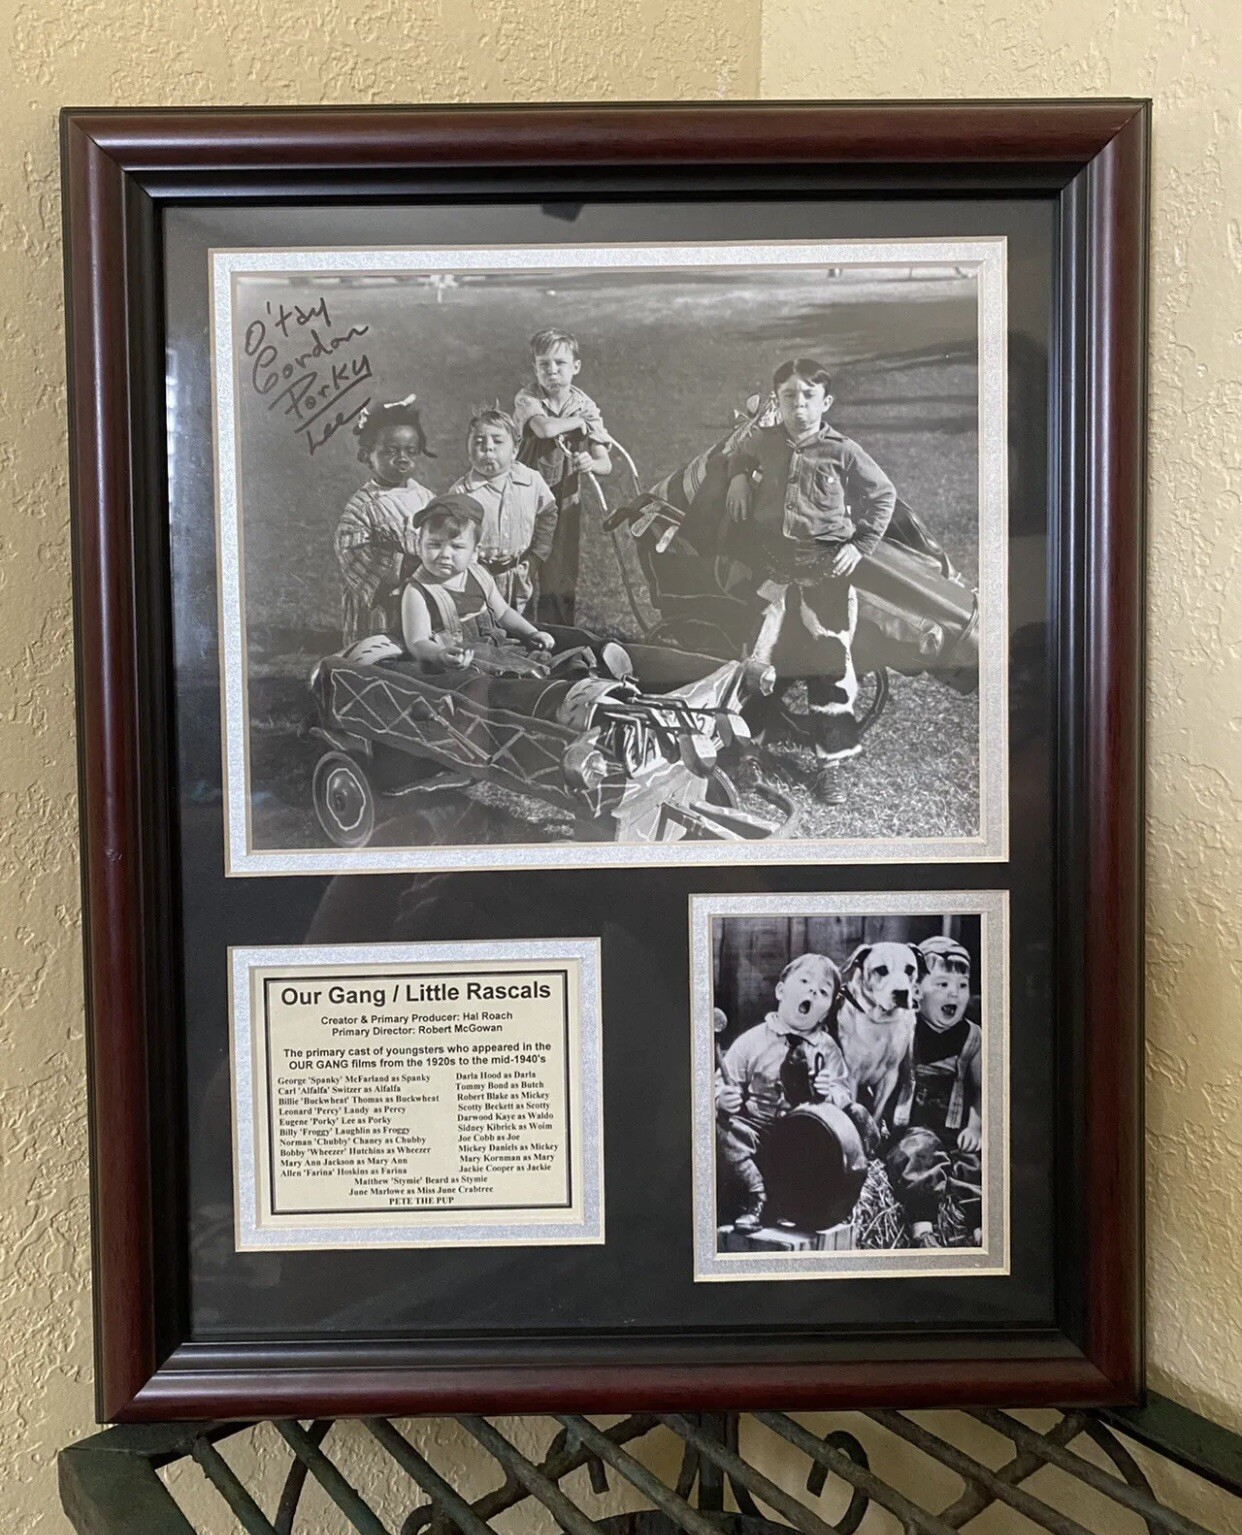 O'tay
Gordon
Porky
Lee
Our Gang / Little Rascals
Creator & Primary Producer: Hal Roach
Primary Director: Robert McGowan
The primary cast of youngsters who appeared in the
OUR GANG films from the 1920s to the mid-1940's
George 'Spanky' McFarland as Spanky
Carl 'Alfalfa' Switzer as Alfalfa
Billie 'Buckwheat' Thomas as Buckwheat
Leonard 'Percy' Landy as Percy
Eugene 'Porky' Lee as Porky
Billy 'Froggy' Laughlin as Froggy
Norman 'Chubby' Chaney as Chubby
Bobby 'Wheezer' Hutchins as Wheezer
Mary Ann Jackson as Mary Ann
Allen 'Farina' Hoskins as Farina
Darla Hood as Darla
Tommy Bond as Butch
Robert Blake as Mickey
Scotty Beckett as Scotty
Darwood Kaye as Waldo
Sidney Kibrick as Woim
Joe Cobb as Joe
Mickey Daniels as Mickey
Mary Kornman as Mary
Jackie Cooper as Jackie
Matthew 'Stymie' Beard as Stymie
June Marlowe as Miss June Crabtree
PETE THE PUP